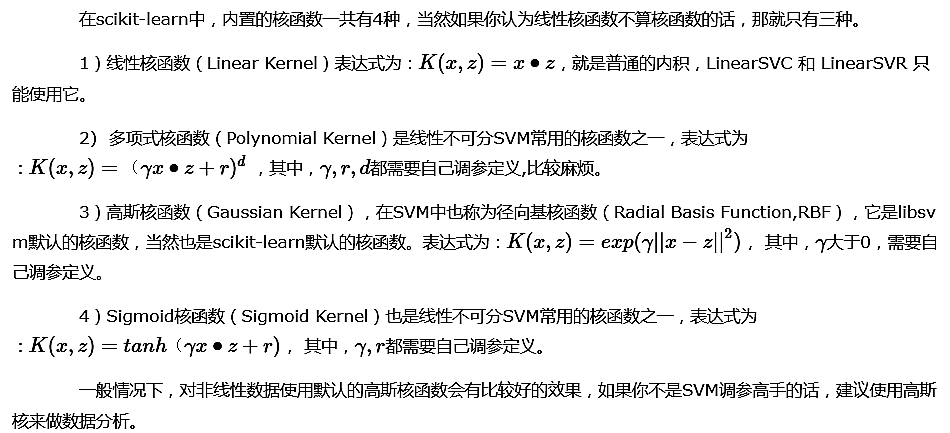 在scikit-learn中，内置的核函数一共有4种，当然如果你认为线性核函数不算核函数的话，那就只有三种。
1）线性核函数（Linear Kernel）表达式为：K(x, z) = x • z，就是普通的内积，LinearSVC 和 LinearSVR 只
能使用它。
2） 多项式核函数（Polynomial Kernel）是线性不可分SVM常用的核函数之一，表达式为
：K(x, z) = （γx • z + r)^d ，其中，γ, r, d都需要自己调参定义,比较麻烦。
3）高斯核函数（Gaussian Kernel），在SVM中也称为径向基核函数（Radial Basis Function,RBF），它是libsv
m默认的核函数，当然也是scikit-learn默认的核函数。表达式为：K(x, z) = exp(γ||x − z||^2)， 其中，γ大于0，需要自
己调参定义。
4）Sigmoid核函数（Sigmoid Kernel）也是线性不可分SVM常用的核函数之一，表达式为
：K(x, z) = tanh（γx • z + r)， 其中，γ, r都需要自己调参定义。
一般情况下，对非线性数据使用默认的高斯核函数会有比较好的效果，如果你不是SVM调参高手的话，建议使用高斯
核来做数据分析。